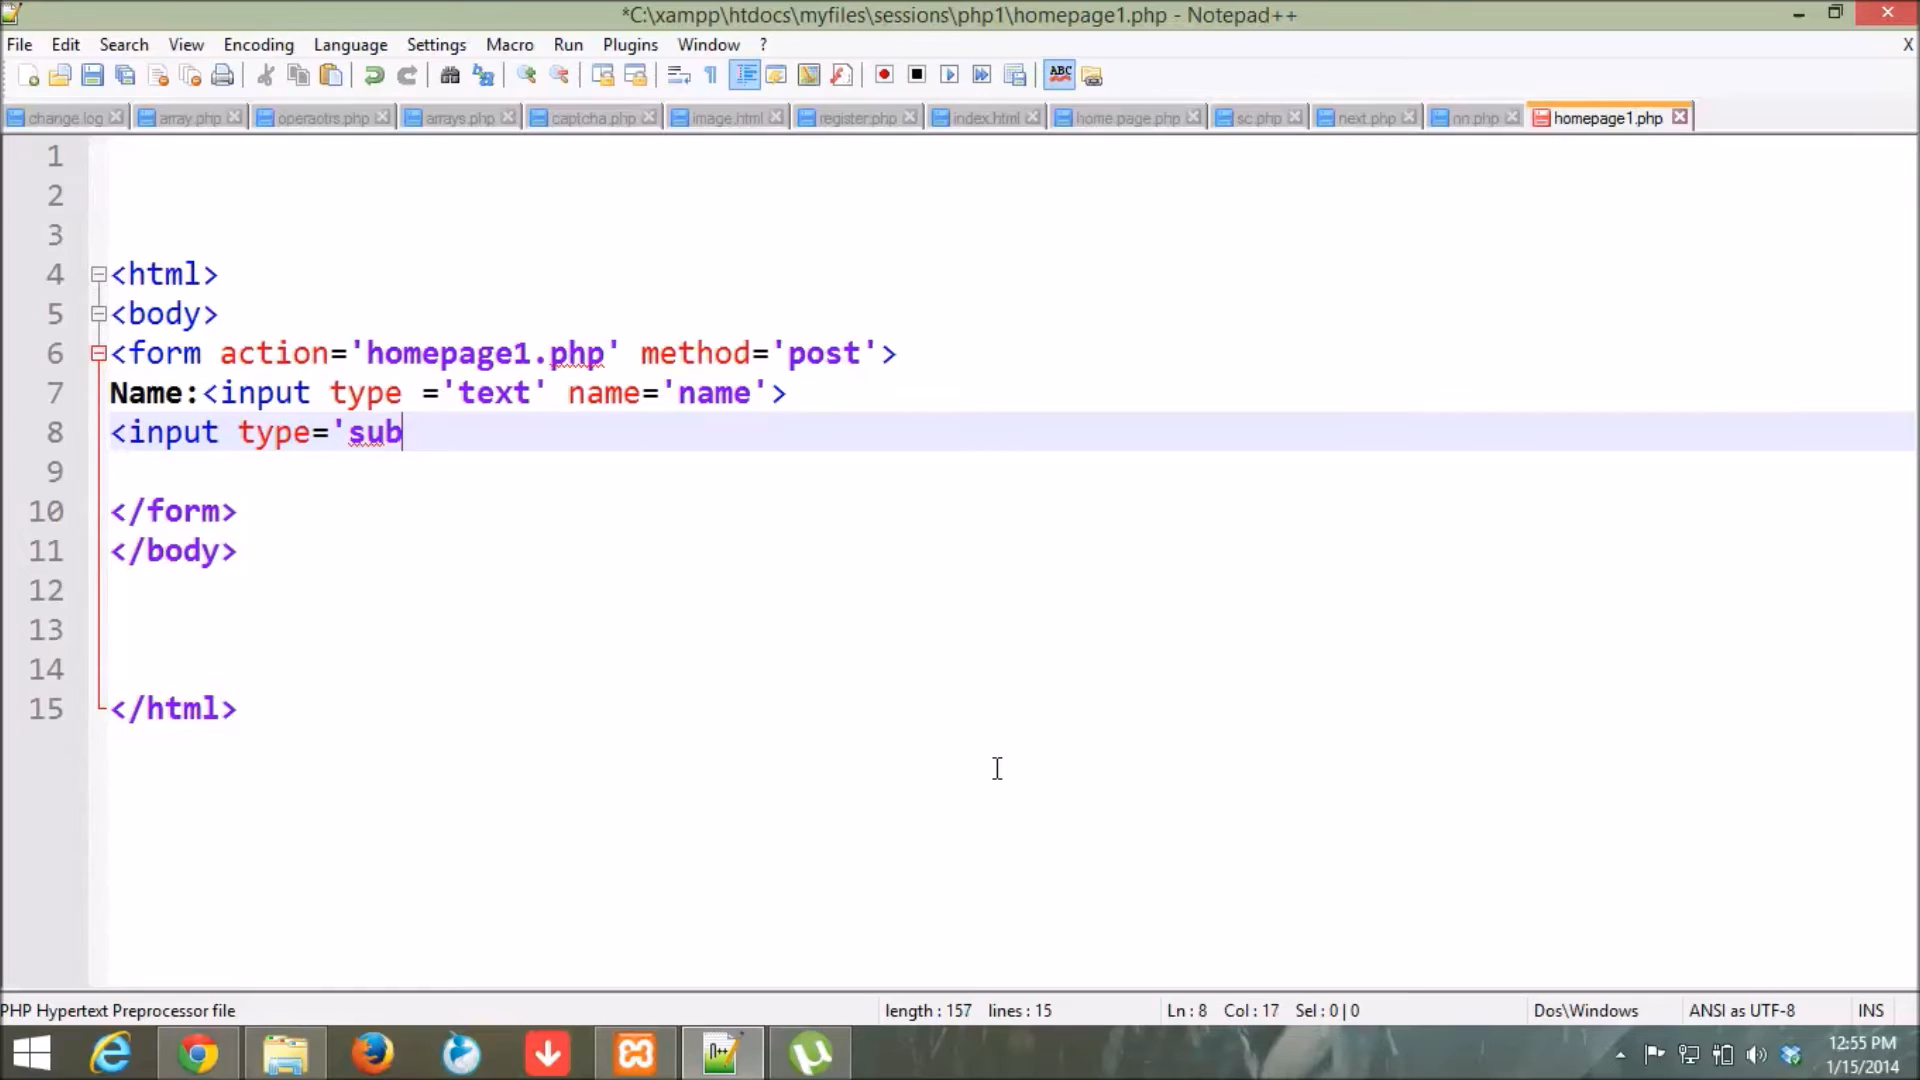 *C:\xampp\htdocs\myfiles\sessions\php1\homepage1.php - Notepad++
File Edit Search View Encoding Language Settings Macro Run Plugins Window ? X
ABC
change.log array.php operaotrs.php arrays.php captcha.php image.html register.php index.html home page.php sc.php next.php nn.php homepage1.php
1
2
3
4 <html>
5 <body>
6 <form action='homepage1.php' method='post'>
7 Name:<input type ='text' name='name'>
8 <input type='sub
9
10 </form>
11 </body>
12
13
14
15 </html>
PHP Hypertext Preprocessor file length : 157 lines : 15 Ln : 8 Col : 17 Sel : 0 | 0 Dos\Windows ANSI as UTF-8 INS
12:55 PM
1/15/2014